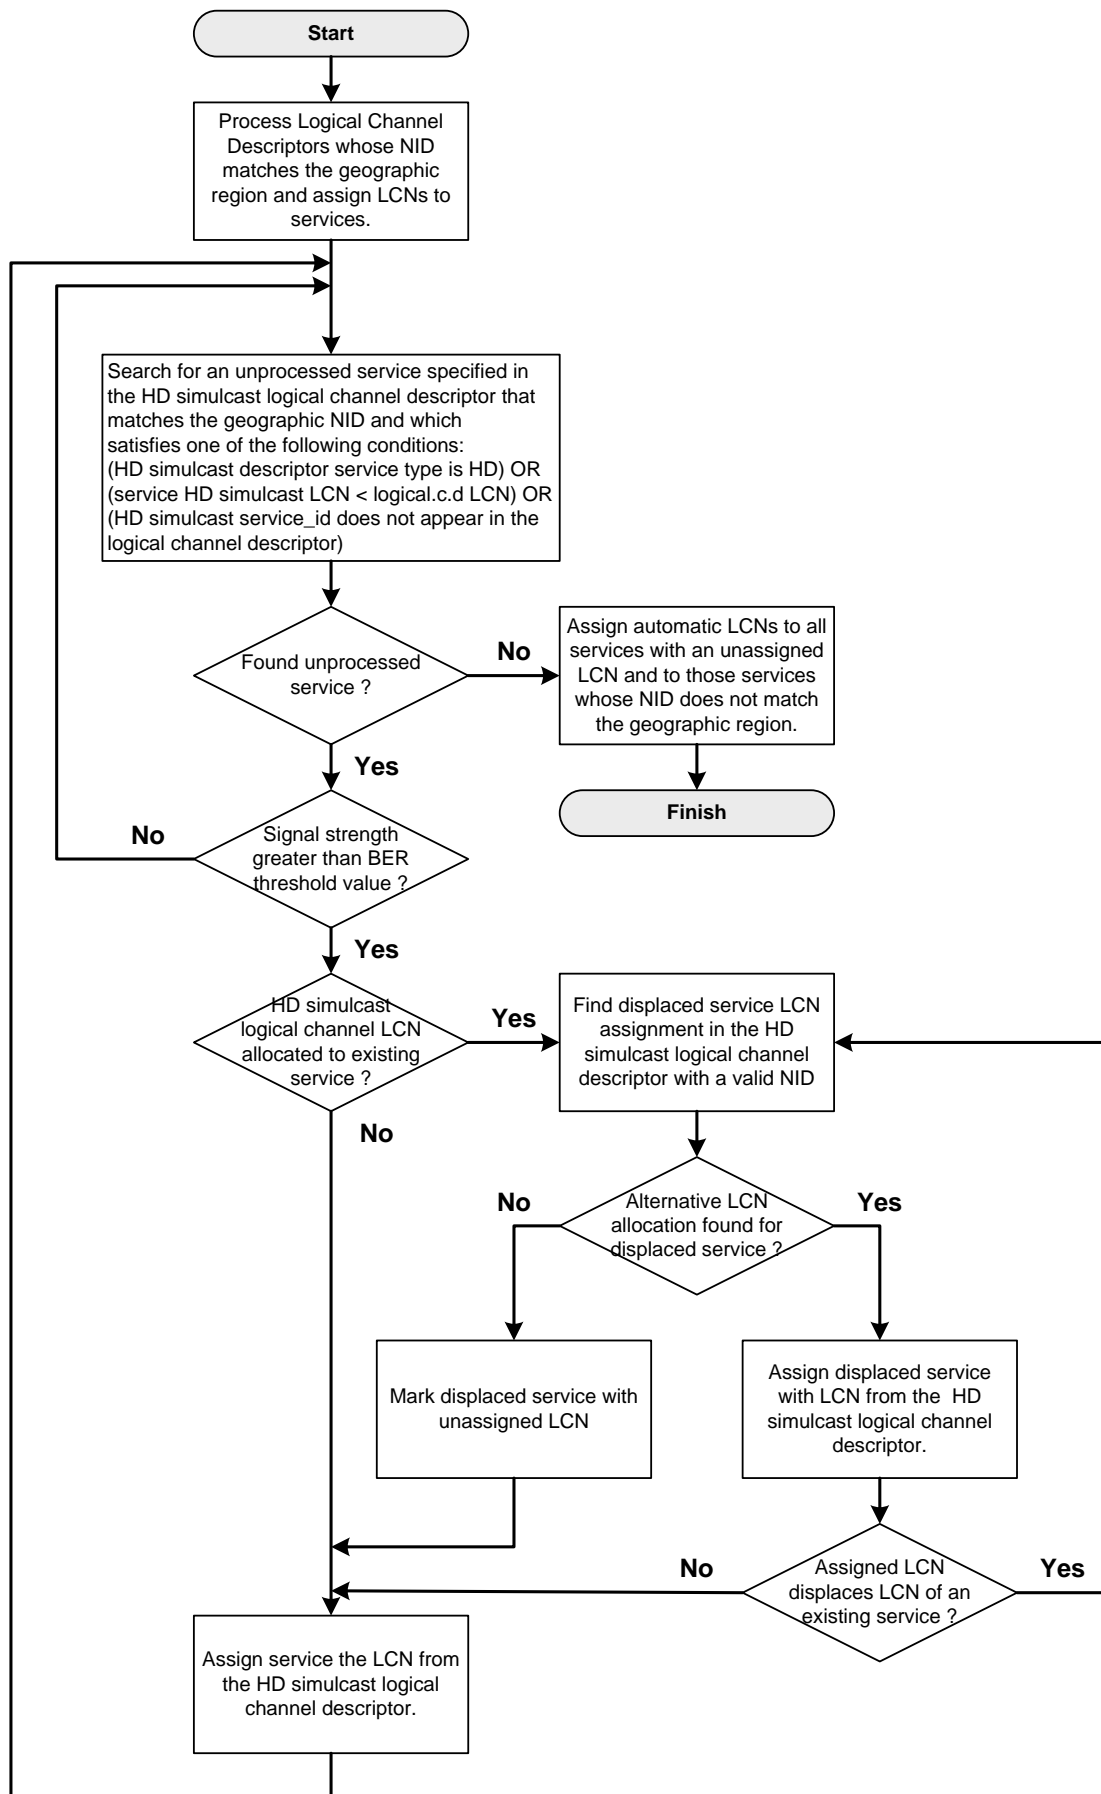 Start
Process Logical Channel
Descriptors whose NID
matches the geographic
region and assign LCNs to
services.
Search for an unprocessed service specified in
the HD simulcast logical channel descriptor that
matches the geographic NID and which
satisfies one of the following conditions:
(HD simulcast descriptor service type is HD) OR
(service HD simulcast LCN < logical.c.d LCN) OR
(HD simulcast service_id does not appear in the
logical channel descriptor)
Found unprocessed
service ?
No
Assign automatic LCNs to all
services with an unassigned
LCN and to those services
whose NID does not match
the geographic region.
Yes
Finish
No
Signal strength
greater than BER
threshold value ?
Yes
HD simulcast
logical channel LCN
allocated to existing
service ?
Yes
Find displaced service LCN
assignment in the HD
simulcast logical channel
descriptor with a valid NID
No
No
Alternative LCN
allocation found for
displaced service ?
Yes
Mark displaced service with
unassigned LCN
Assign displaced service
with LCN from the  HD
simulcast logical channel
descriptor.
No
Assigned LCN
displaces LCN of an
existing service ?
Yes
Assign service the LCN from
the HD simulcast logical
channel descriptor.